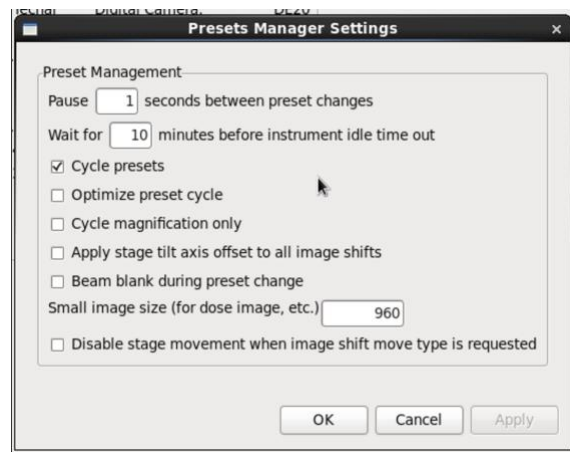 Digital Camera:
Presets Manager Settings
Preset Management
Pause 1 seconds between preset changes
Wait for 10 minutes before instrument idle time out
Cycle presets
Optimize preset cycle
Cycle magnification only
Apply stage tilt axis offset to all image shifts
Beam blank during preset change
Small image size (for dose image, etc.) 960
Disable stage movement when image shift move type is requested
OK Cancel Apply